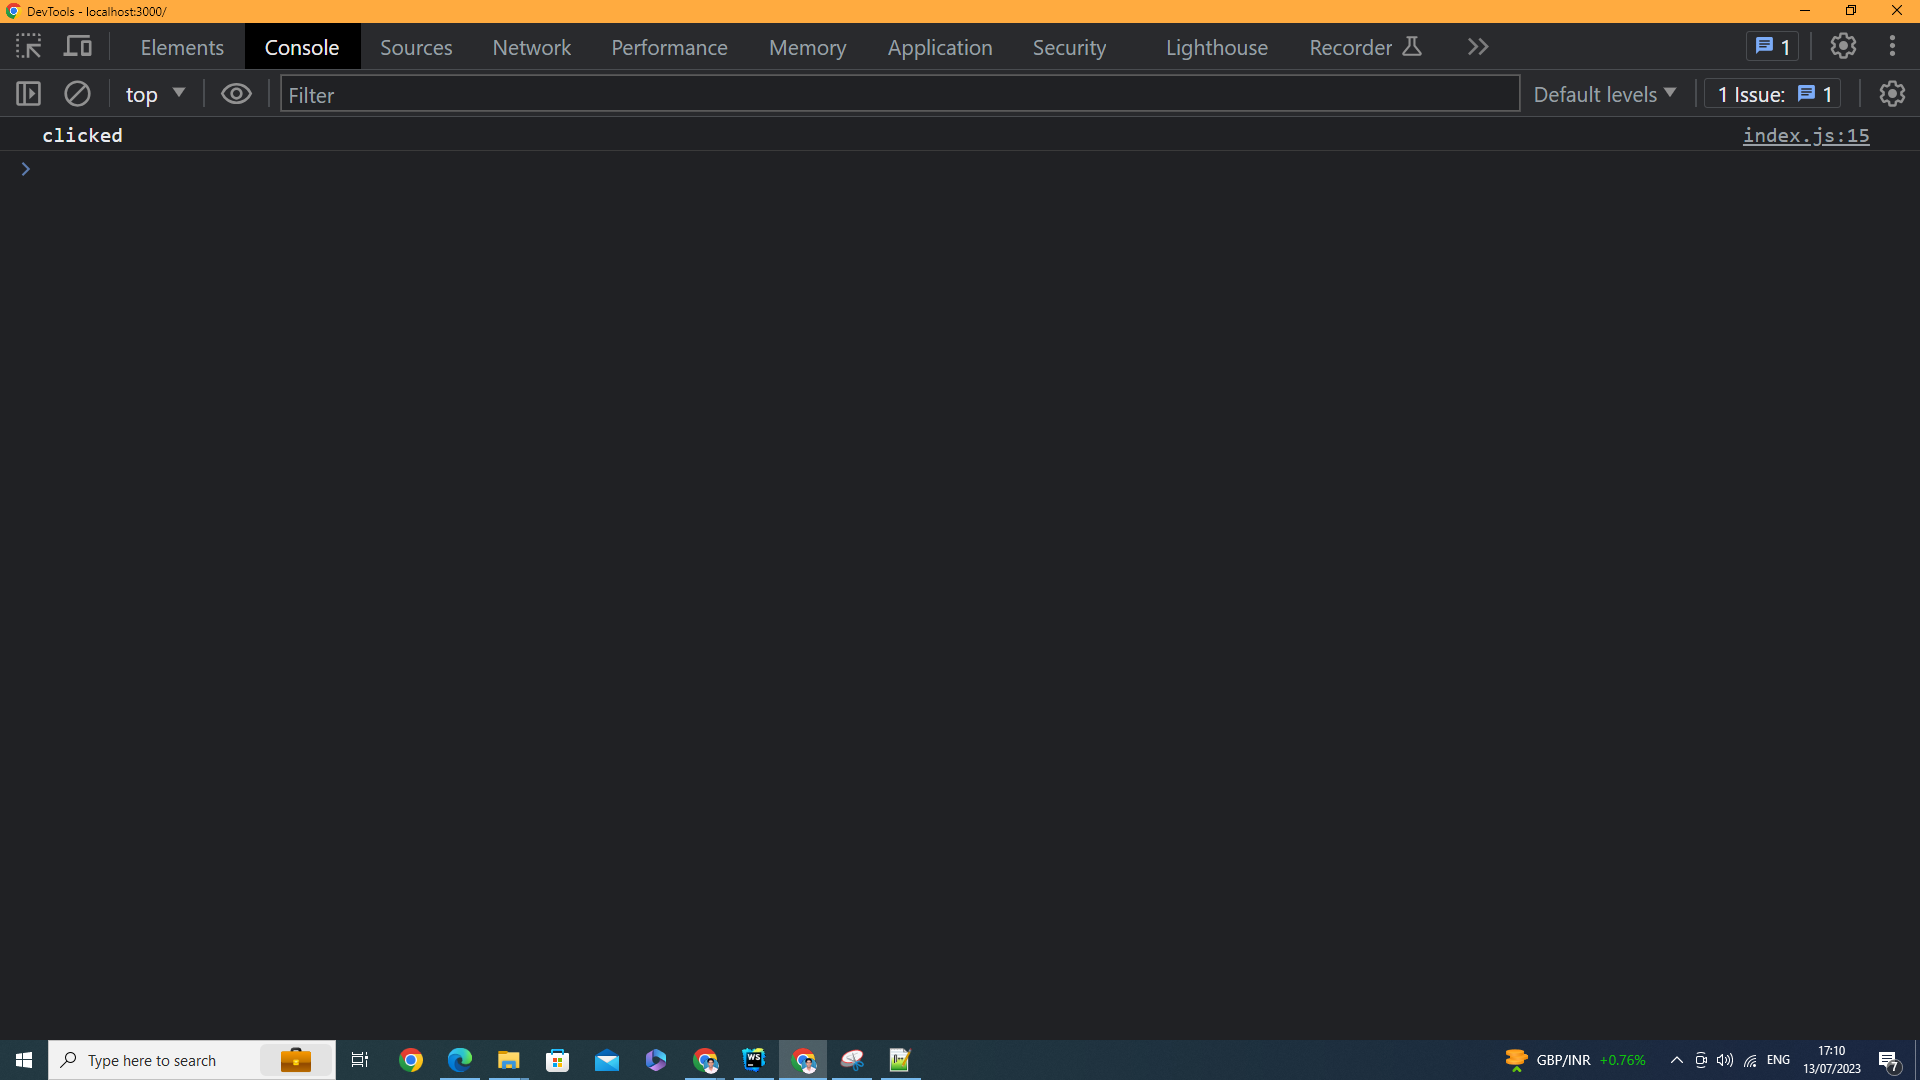 DevTools - localhost:3000/
Elements Console Sources Network Performance Memory Application Security Lighthouse Recorder 1
top Filter Default levels 1 Issue: 1
clicked index.js:15
Type here to search GBP/INR +0.76% ENG 17:10
13/07/2023 7
WS